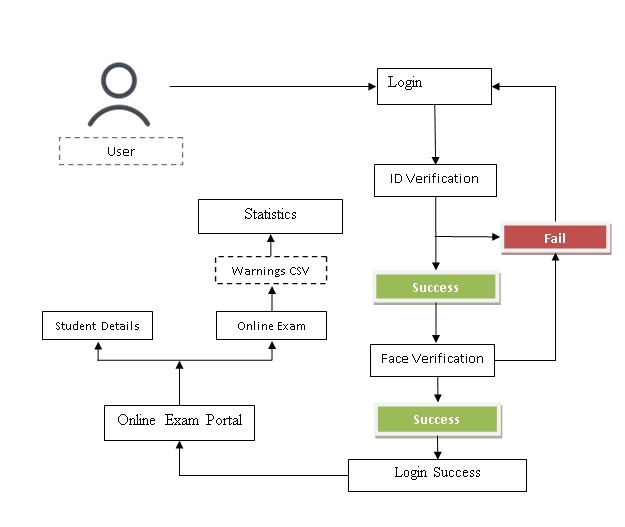 Login
User
ID Verification
Statistics
Fail
Warnings CSV
Success
Student Details
Online Exam
Face Verification
Online Exam Portal
Success
Login Success